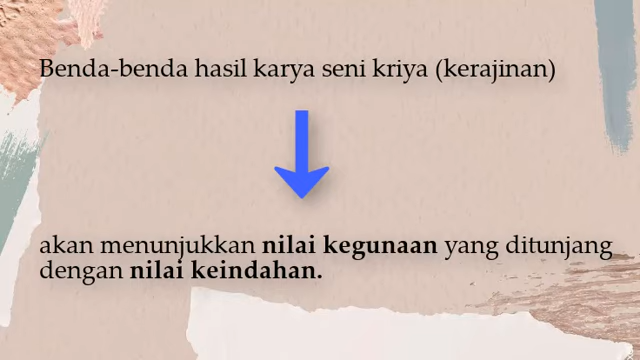 Benda-benda hasil karya seni kriya (kerajinan)
akan menunjukkan nilai kegunaan yang ditunjang
dengan nilai keindahan.